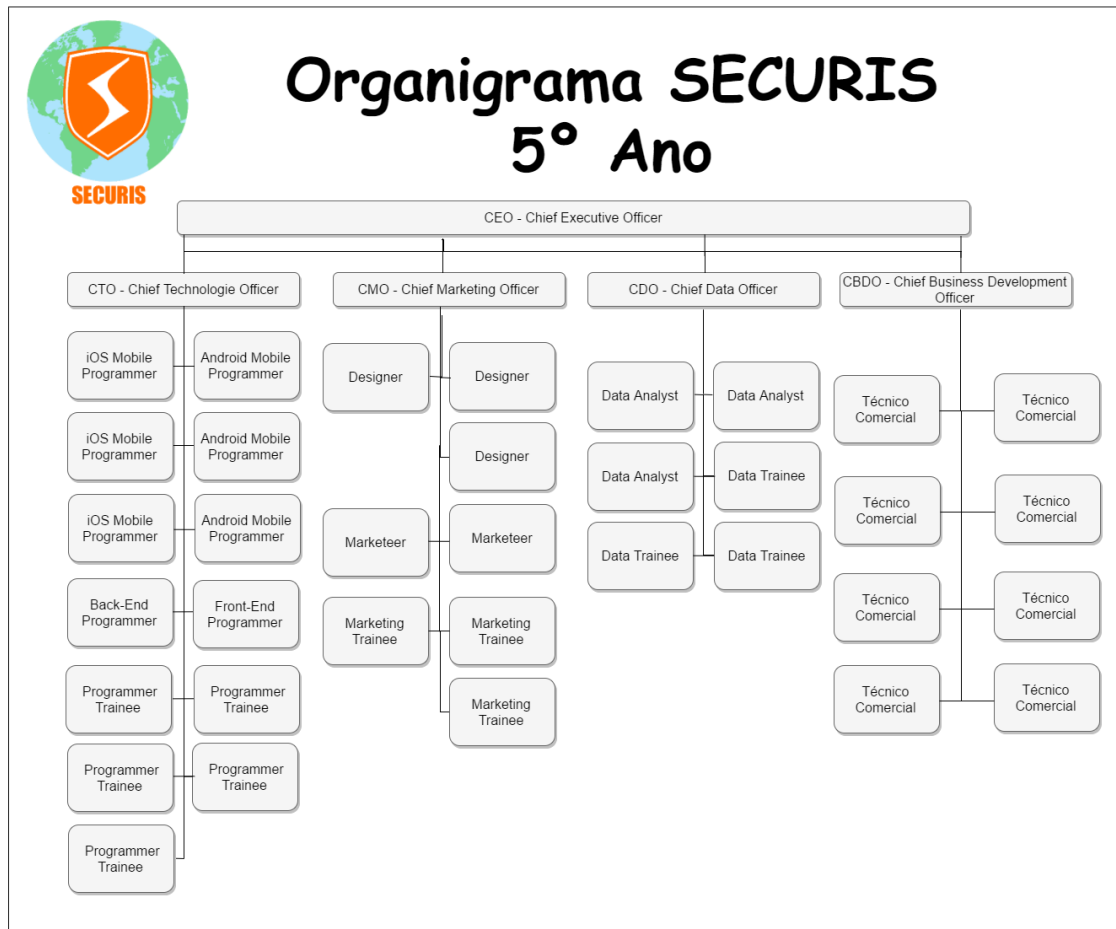 Organigrama SECURIS
5º Ano
SECURIS
CEO - Chief Executive Officer
CTO - Chief Technologie Officer
iOS Mobile
Programmer
Android Mobile
Programmer
iOS Mobile
Programmer
Android Mobile
Programmer
iOS Mobile
Programmer
Android Mobile
Programmer
Back-End
Programmer
Front-End
Programmer
Programmer
Trainee
Programmer
Trainee
Programmer
Trainee
Programmer
Trainee
Programmer
Trainee
CMO - Chief Marketing Officer
Designer
Designer
Designer
Marketeer
Marketeer
Marketing
Trainee
Marketing
Trainee
Marketing
Trainee
CDO - Chief Data Officer
Data Analyst
Data Analyst
Data Analyst
Data Trainee
Data Trainee
Data Trainee
CBDO - Chief Business Development
Officer
Técnico
Comercial
Técnico
Comercial
Técnico
Comercial
Técnico
Comercial
Técnico
Comercial
Técnico
Comercial
Técnico
Comercial
Técnico
Comercial